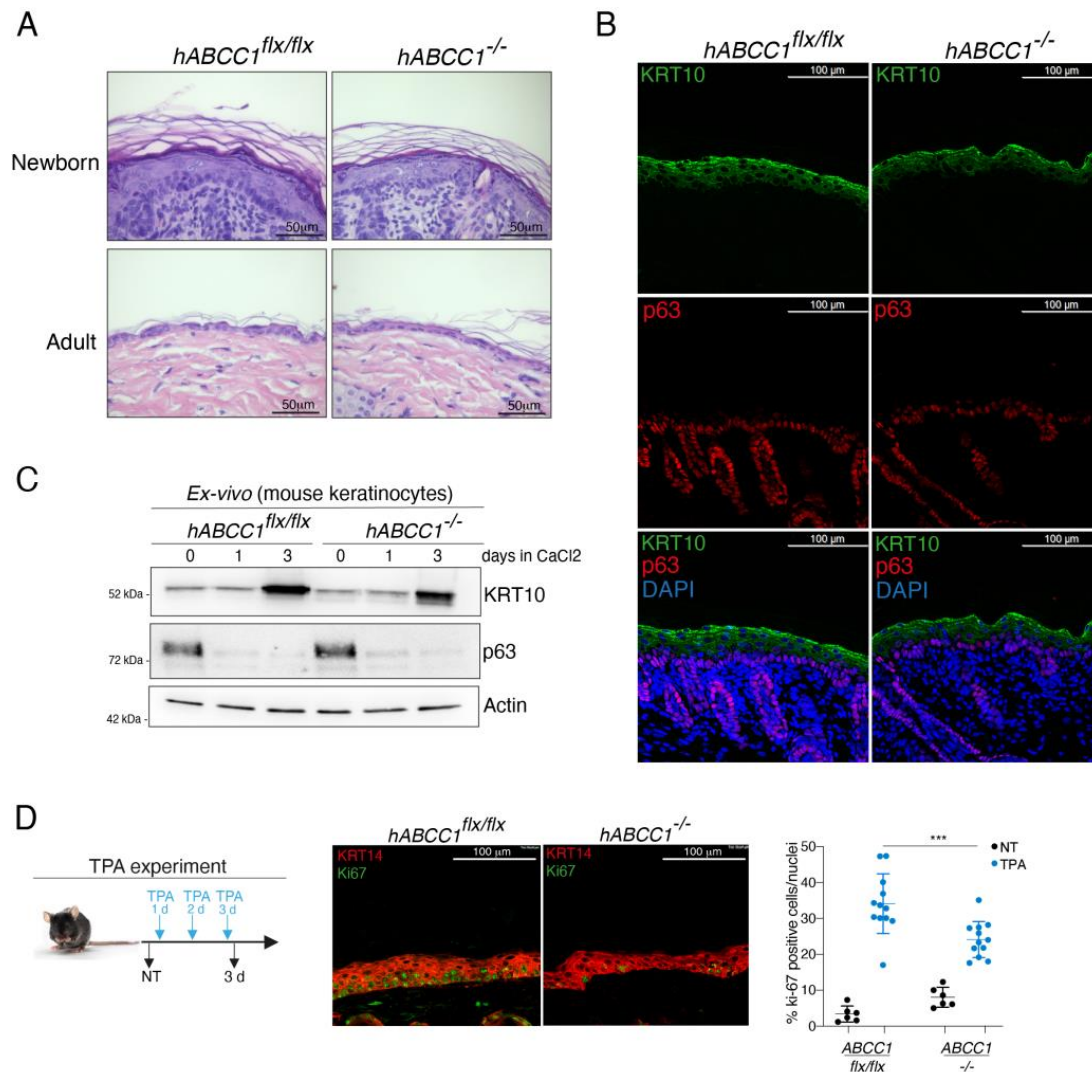 A
hABCC1flx/flx
hABCC1-/-
Newborn
50µm
50µm
Adult
50µm
50µm
B
hABCC1flx/flx
hABCC1-/-
KRT10
100 µm
KRT10
100 µm
p63
100 µm
p63
100 µm
KRT10
p63
DAPI
100 µm
KRT10
p63
DAPI
100 µm
C
Ex-vivo (mouse keratinocytes)
hABCC1flx/flx
hABCC1-/-
0 1 3 0 1 3 days in CaCl2
52 kDa - KRT10
72 kDa - p63
42 kDa - Actin
D
TPA experiment
TPA TPA TPA
1 d 2 d 3 d
NT 3 d
hABCC1flx/flx
hABCC1-/-
KRT14
Ki67
100 µm
KRT14
Ki67
100 µm
% ki-67 positive cells/nuclei
50
40
30
20
10
0
***
NT
TPA
ABCC1
flx/flx
ABCC1
-/-